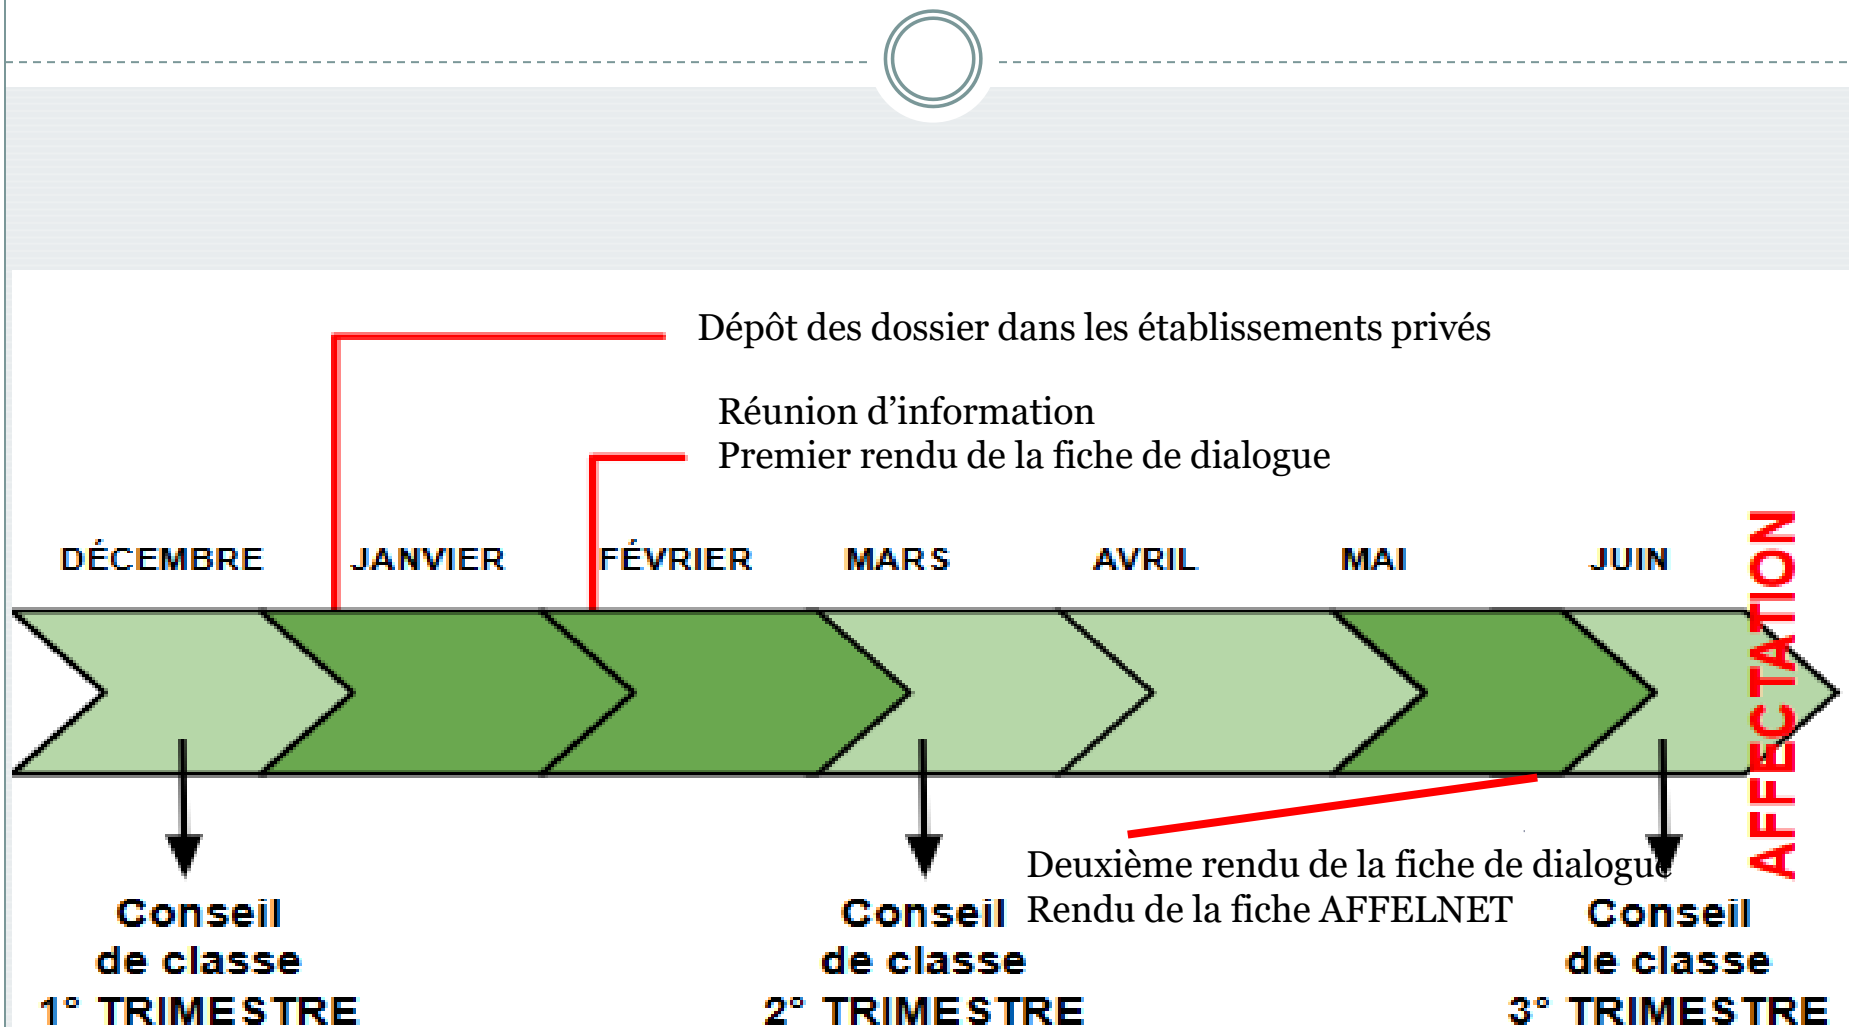 Dépôt des dossier dans les établissements privés
Réunion d’information
Premier rendu de la fiche de dialogue
DÉCEMBRE
JANVIER
FÉVRIER
MARS
AVRIL
MAI
JUIN
AFFECTATION
Deuxième rendu de la fiche de dialogue
Rendu de la fiche AFFELNET
Conseil
de classe
1° TRIMESTRE
Conseil
de classe
2° TRIMESTRE
Conseil
de classe
3° TRIMESTRE